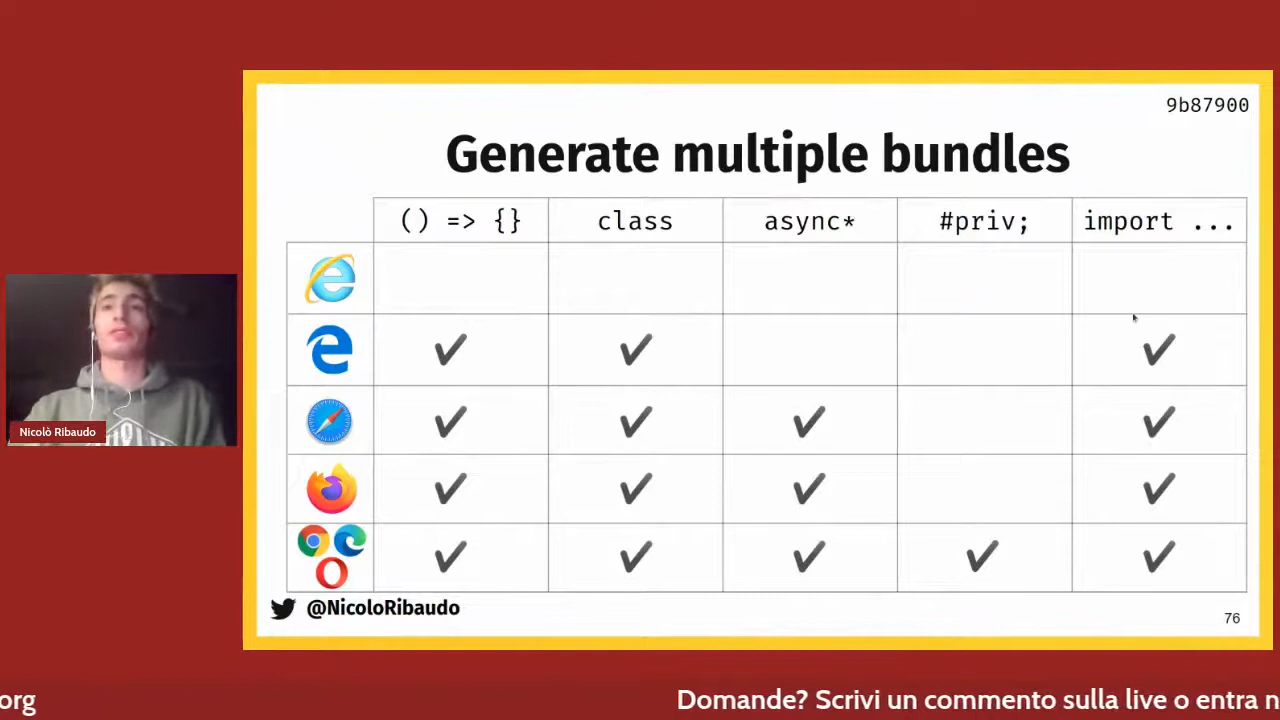 9b87900
Generate multiple bundles
() => {} class async* #priv; import ...
✔ ✔ ✔
✔ ✔ ✔ ✔
✔ ✔ ✔ ✔
✔ ✔ ✔ ✔ ✔
Nicolò Ribaudo
@NicoloRibaudo
76
org Domande? Scrivi un commento sulla live o entra n